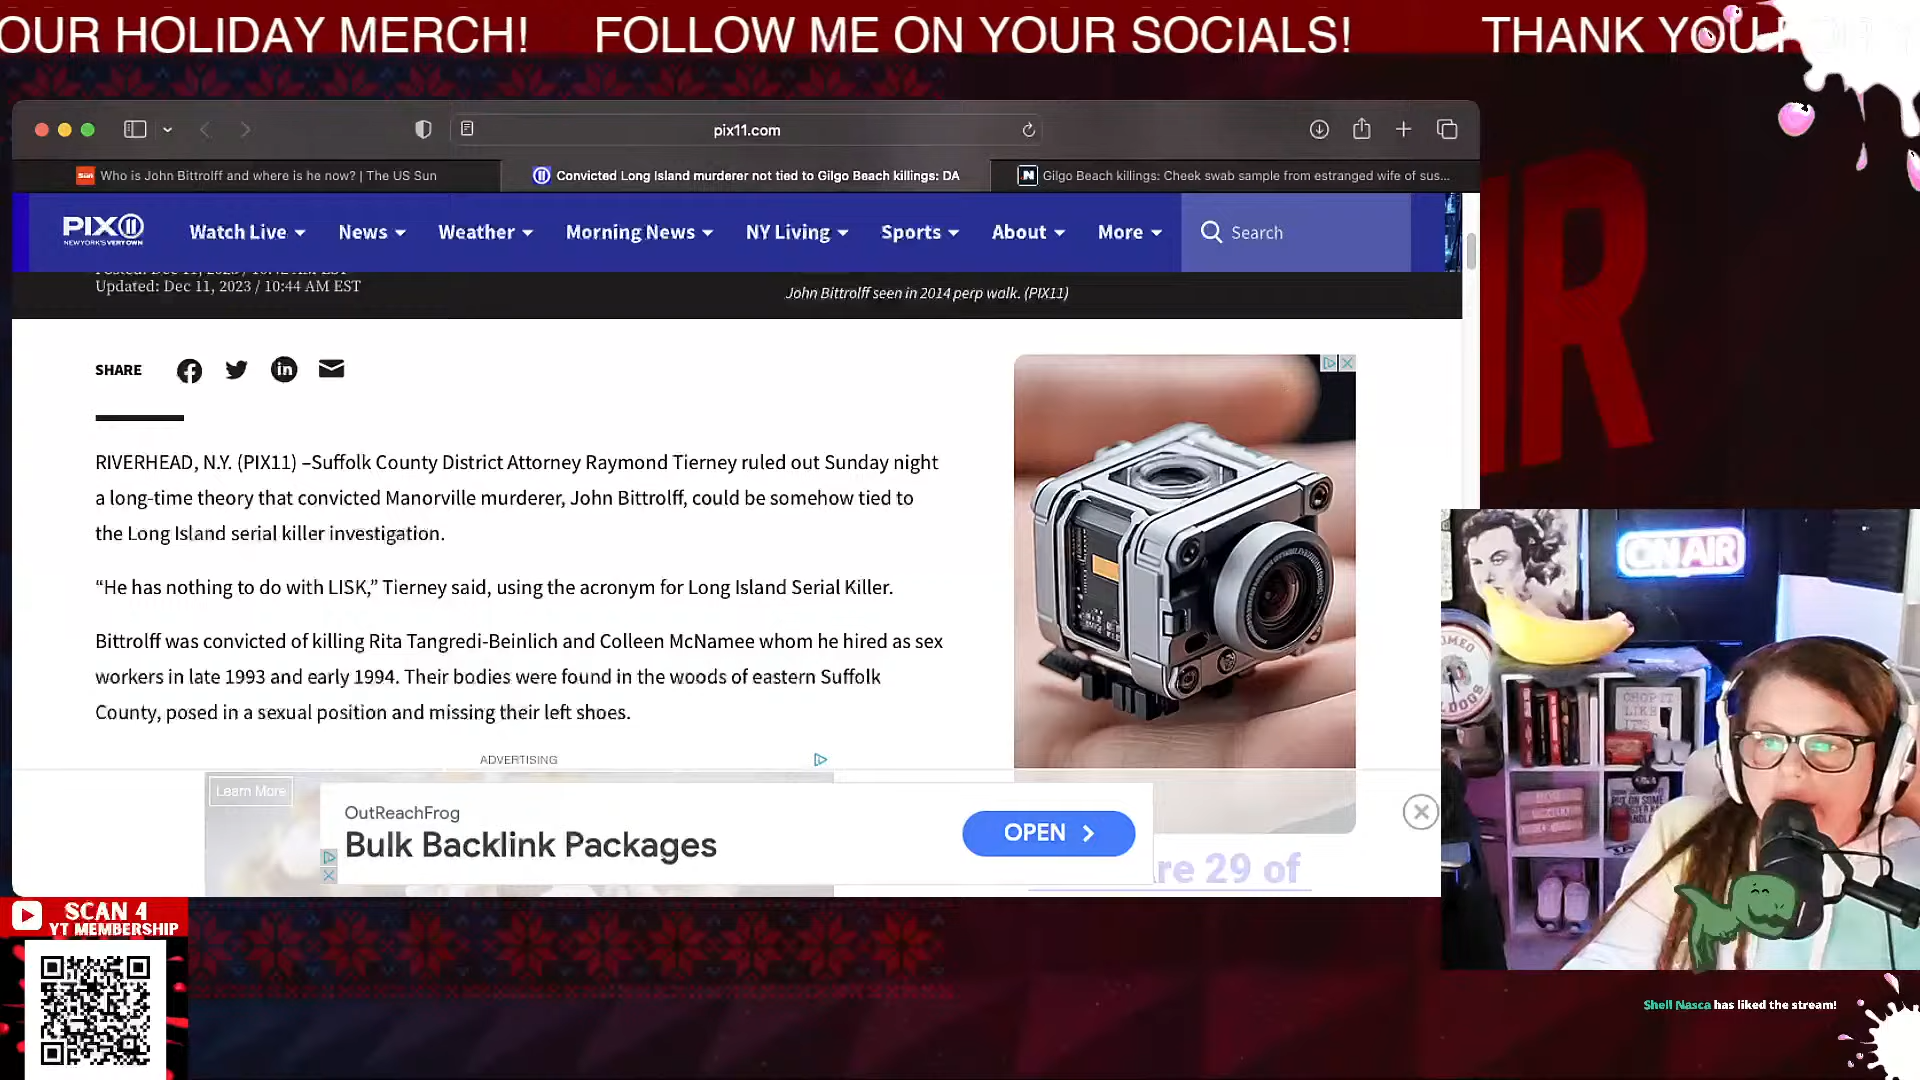 OUR HOLIDAY MERCH! FOLLOW ME ON YOUR SOCIALS! THANK YOU
pix11.com
Who is John Bittrolff and where is he now? | The US Sun
Convicted Long Island murderer not tied to Gilgo Beach killings: DA
Gilgo Beach killings: Cheek swab sample from estranged wife of sus...
PIX11
NEW YORK'S VERY OWN
Watch Live
News
Weather
Morning News
NY Living
Sports
About
More
Search
Updated: Dec 11, 2023 / 10:44 AM EST
John Bittrolff seen in 2014 perp walk. (PIX11)
SHARE
RIVERHEAD, N.Y. (PIX11) –Suffolk County District Attorney Raymond Tierney ruled out Sunday night
a long-time theory that convicted Manorville murderer, John Bittrolff, could be somehow tied to
the Long Island serial killer investigation.
“He has nothing to do with LISK,” Tierney said, using the acronym for Long Island Serial Killer.
Bittrolff was convicted of killing Rita Tangredi-Beinlich and Colleen McNamee whom he hired as sex
workers in late 1993 and early 1994. Their bodies were found in the woods of eastern Suffolk
County, posed in a sexual position and missing their left shoes.
ADVERTISING
Learn More
OutReachFrog
Bulk Backlink Packages
OPEN
re 29 of
ON AIR
CHOP IT
LIKE
ITS
SCAN 4
YT MEMBERSHIP
Shell Nasca has liked the stream!